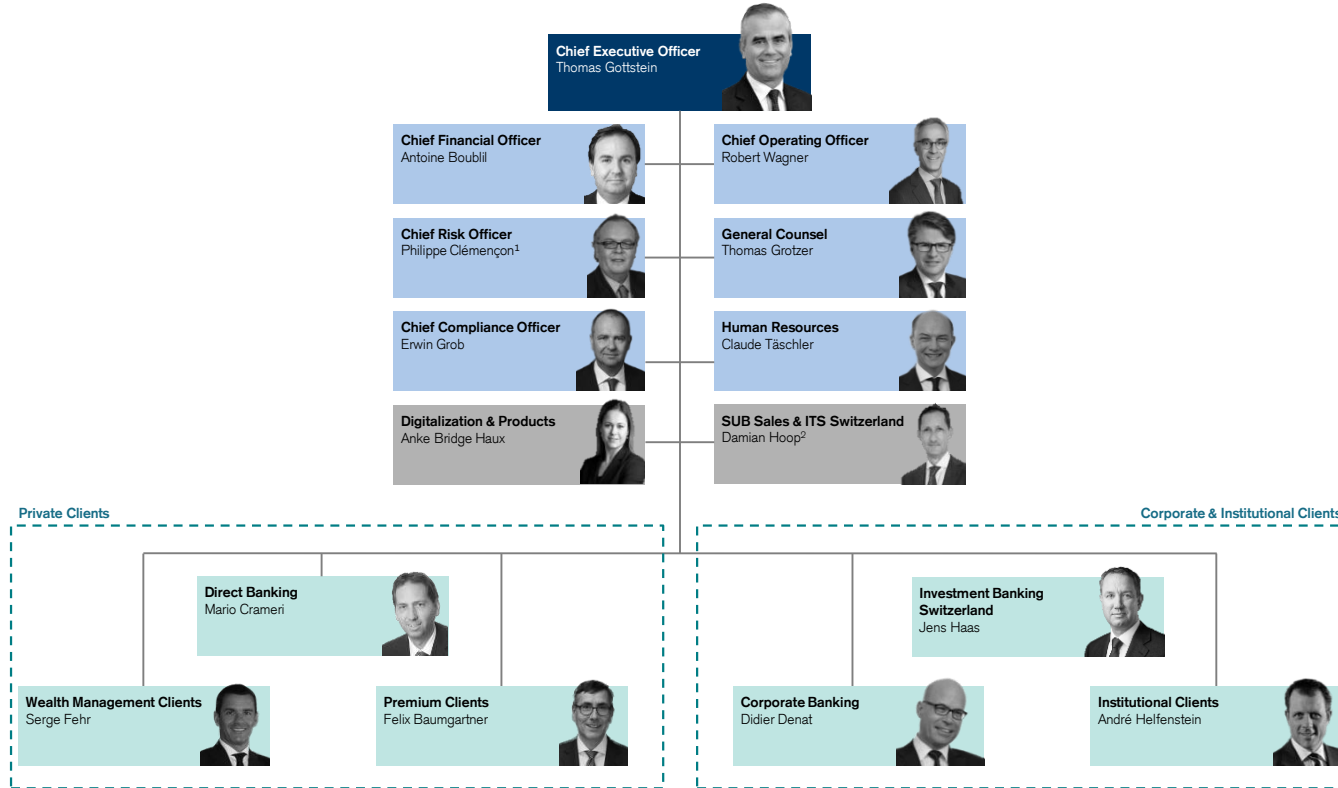 Chief Executive Officer
Thomas Gottstein
Chief Financial Officer
Antoine Boublil
Chief Operating Officer
Robert Wagner
Chief Risk Officer
Philippe Clémençon¹
General Counsel
Thomas Grotzer
Chief Compliance Officer
Erwin Grob
Human Resources
Claude Täschler
Digitalization & Products
Anke Bridge Haux
SUB Sales & ITS Switzerland
Damian Hoop²
Private Clients
Corporate & Institutional Clients
Direct Banking
Mario Crameri
Investment Banking
Switzerland
Jens Haas
Wealth Management Clients
Serge Fehr
Premium Clients
Felix Baumgartner
Corporate Banking
Didier Denat
Institutional Clients
André Helfenstein